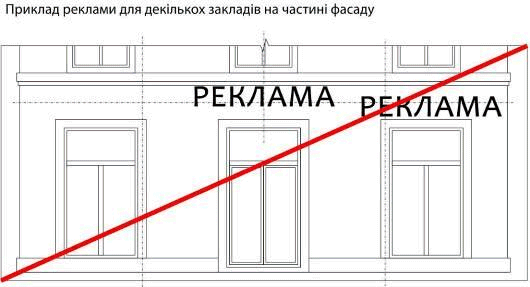 Приклад реклами для декількох закладів на частині фасаду
РЕКЛАМА
РЕКЛАМА